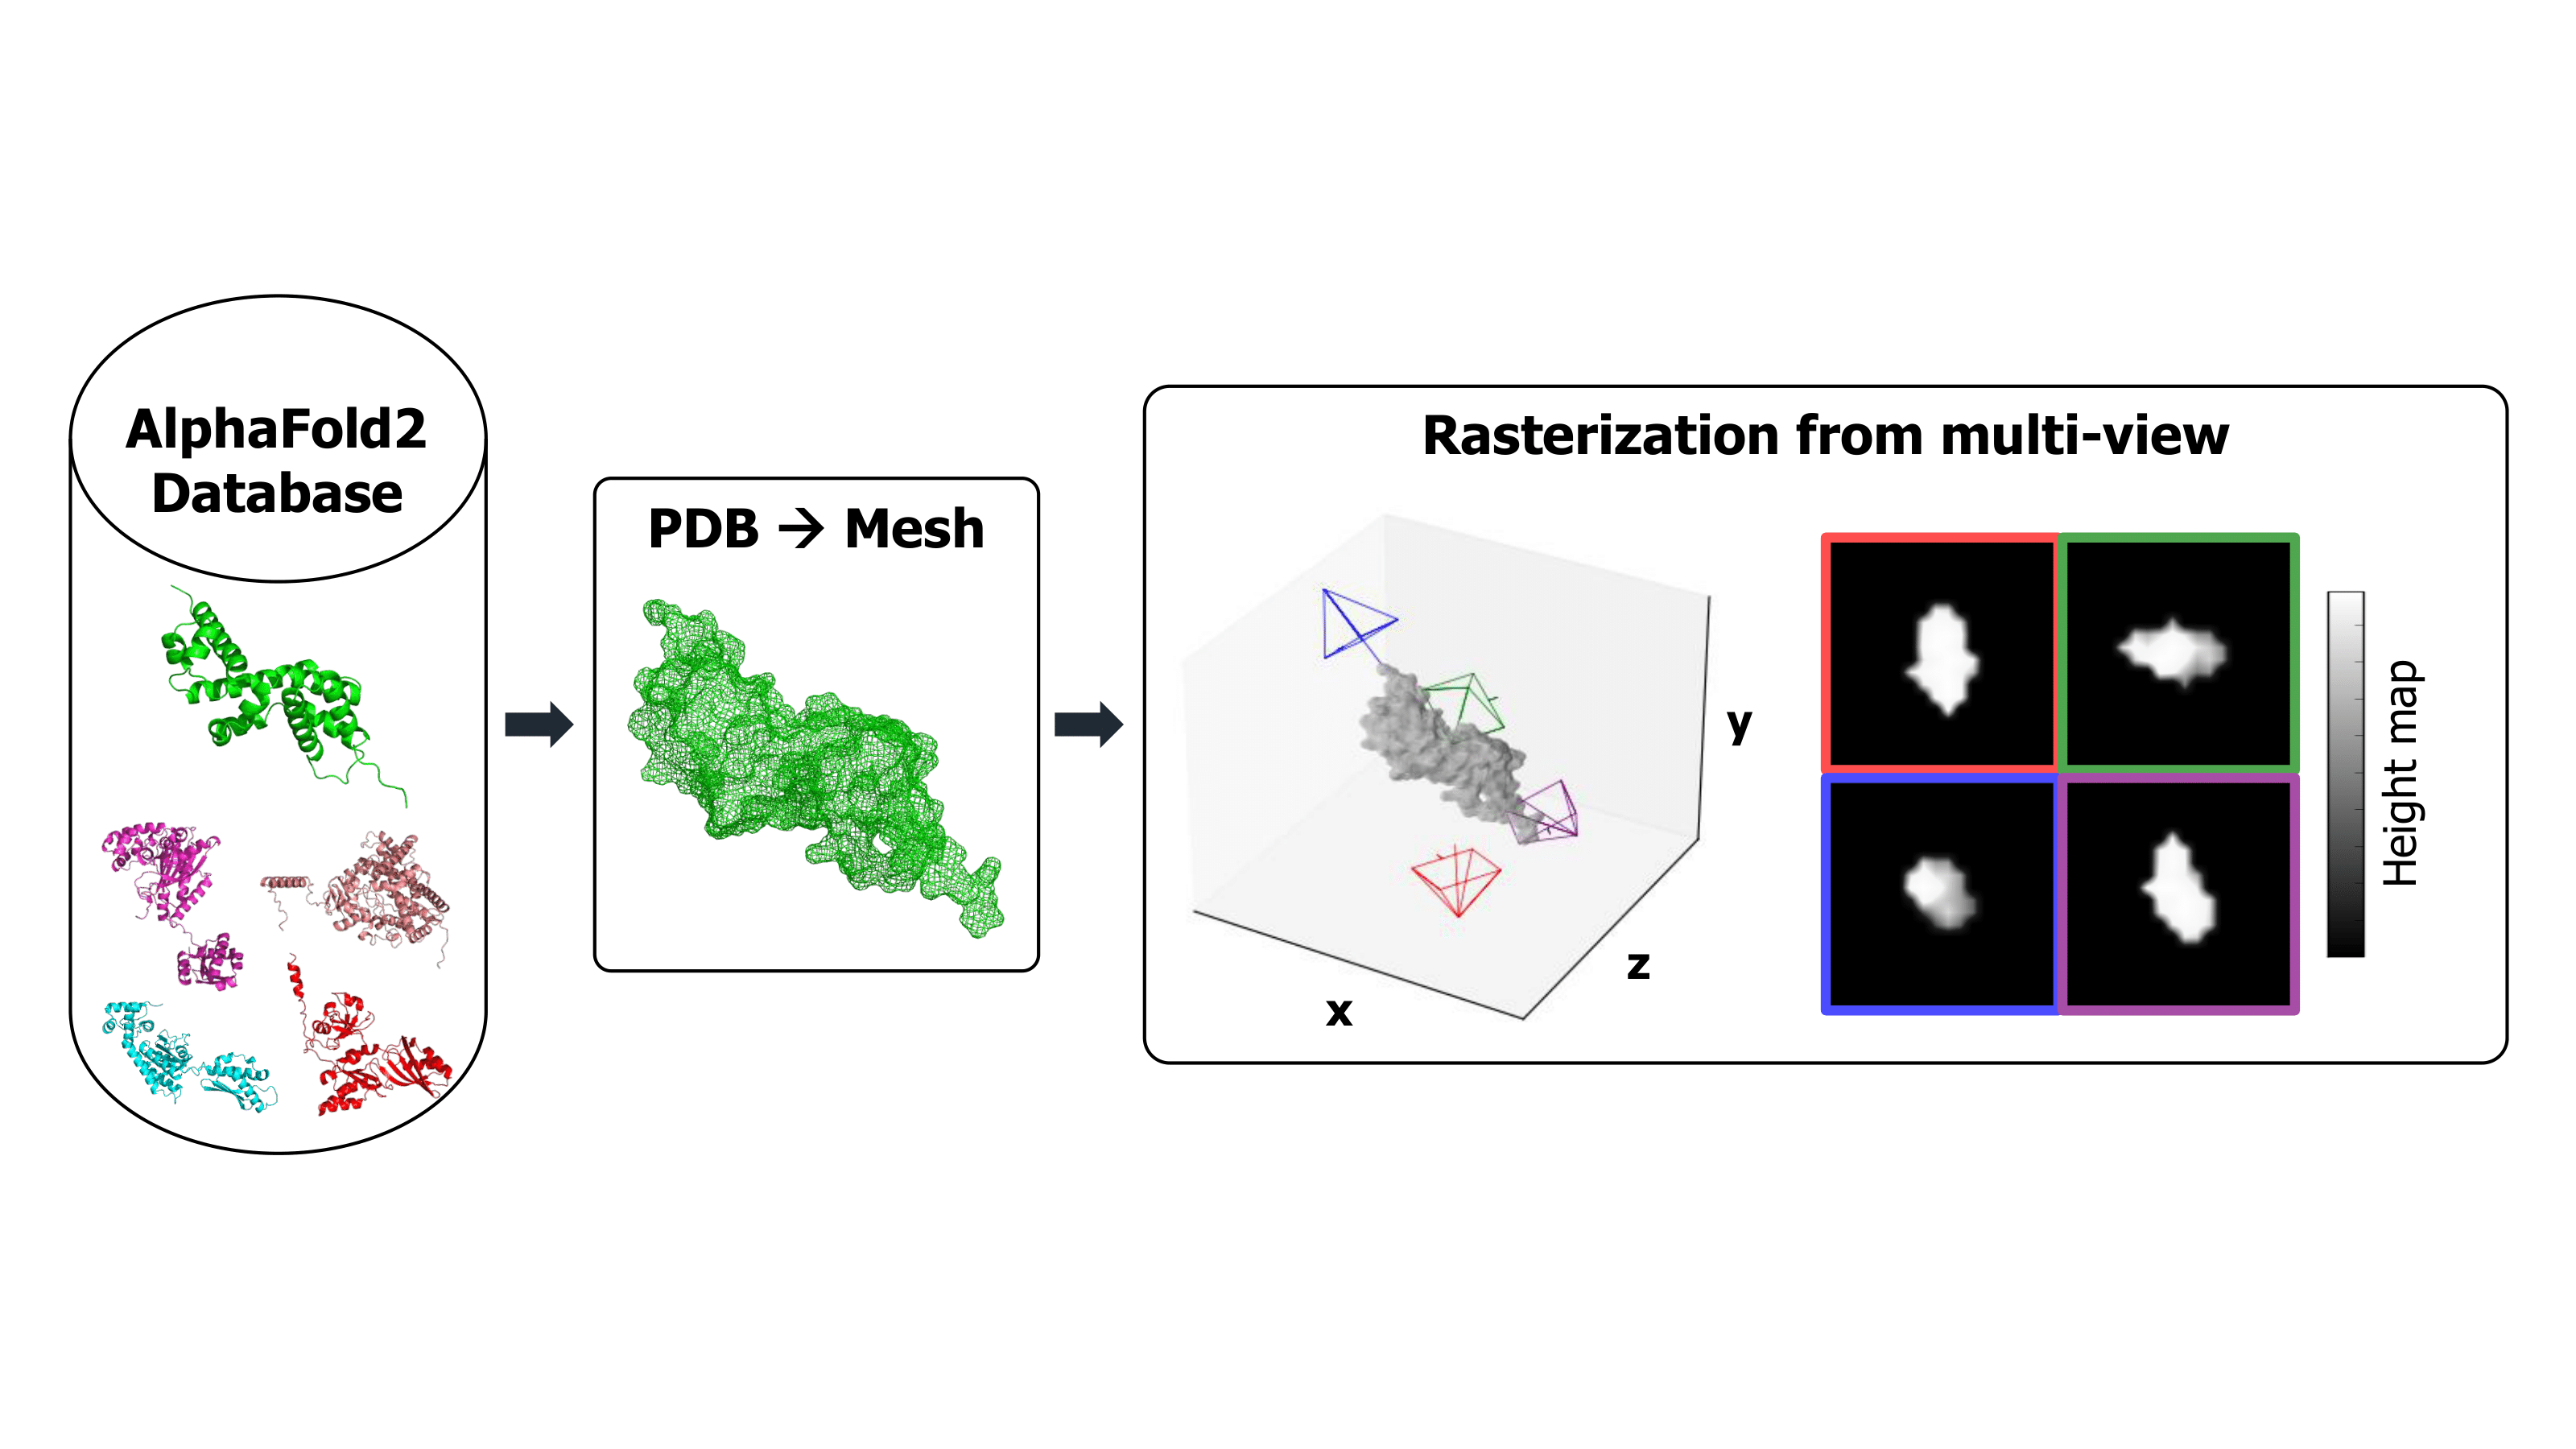 AlphaFold2
Database
PDB → Mesh
Rasterization from multi-view
y
z
x
Height map